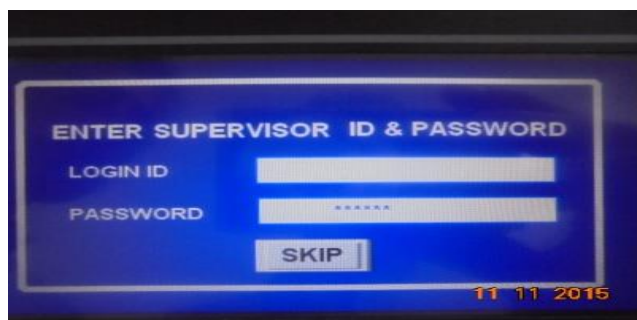 ENTER SUPERVISOR ID & PASSWORD
LOGIN ID
PASSWORD ******
SKIP
11 11 2015